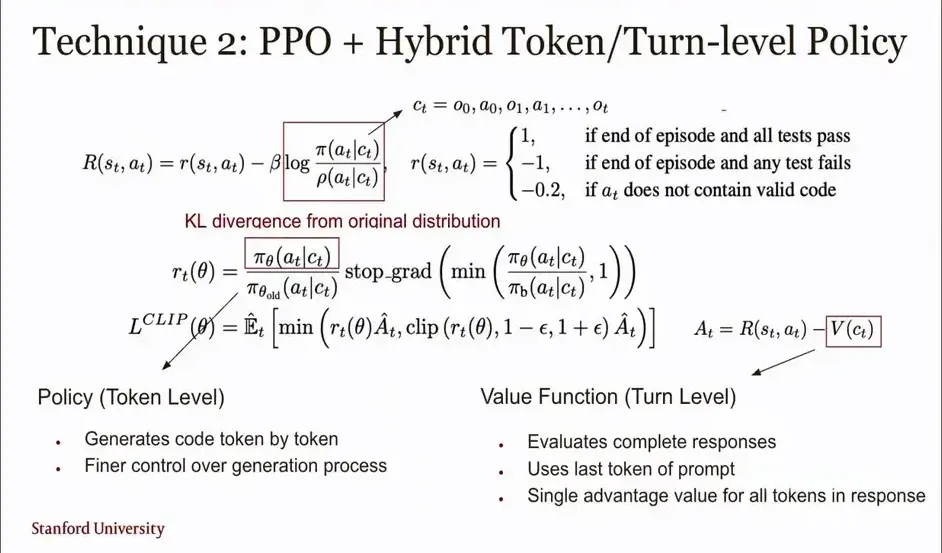 Technique 2: PPO + Hybrid Token/Turn-level Policy
c_t = o_0, a_0, o_1, a_1, . . . , o_t
R(s_t, a_t) = r(s_t, a_t) − β log π(a_t|c_t) / ρ(a_t|c_t),
r(s_t, a_t) = { 1, if end of episode and all tests pass
−1, if end of episode and any test fails
−0.2, if a_t does not contain valid code
KL divergence from original distribution
r_t(θ) = π_θ(a_t|c_t) / π_θ_old(a_t|c_t) stop_grad ( min ( π_θ(a_t|c_t) / π_b(a_t|c_t), 1 ) )
L^CLIP(θ) = Ê_t [ min ( r_t(θ)Â_t, clip (r_t(θ), 1 − ϵ, 1 + ϵ) Â_t ) ]
A_t = R(s_t, a_t) − V(c_t)
Policy (Token Level)
• Generates code token by token
• Finer control over generation process
Value Function (Turn Level)
• Evaluates complete responses
• Uses last token of prompt
• Single advantage value for all tokens in response
Stanford University